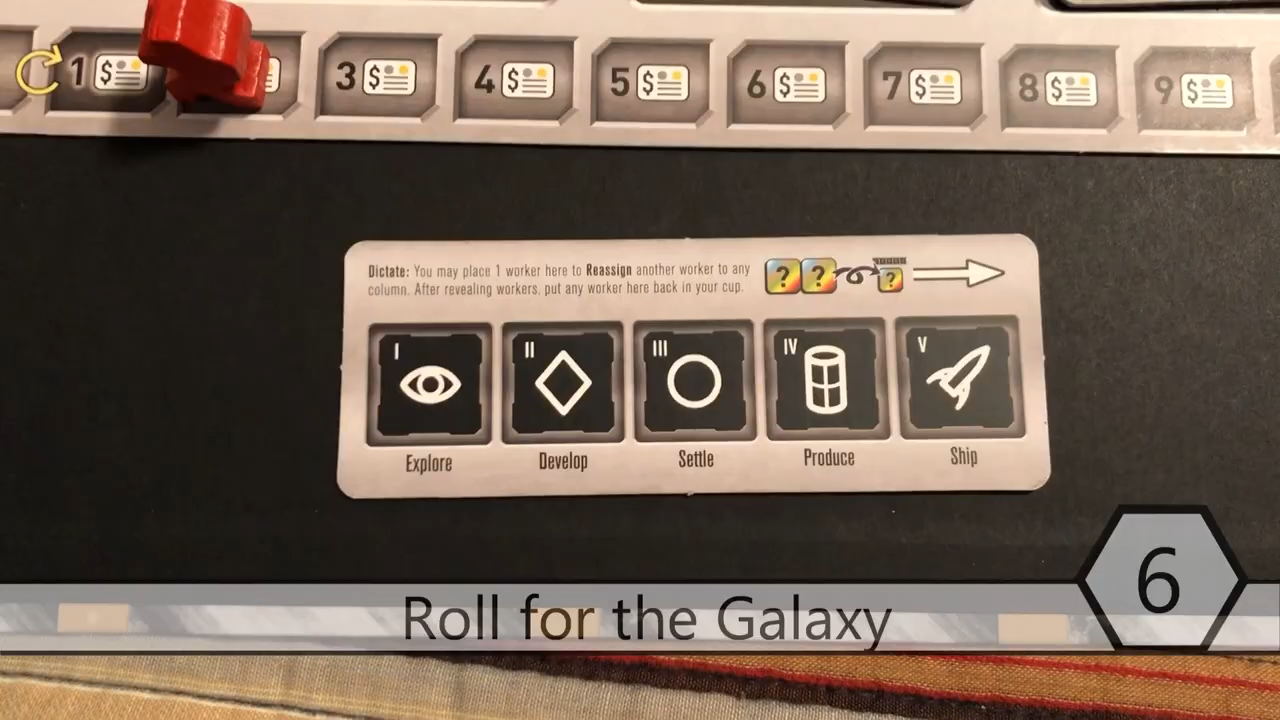 1 $ 3 $ 4 $ 5 $ 6 $ 7 $ 8 $ 9 $
Dictate: You may place 1 worker here to Reassign another worker to any
column. After revealing workers, put any worker here back in your cup.
? ? ?
I II III IV V
Explore Develop Settle Produce Ship
6
Roll for the Galaxy